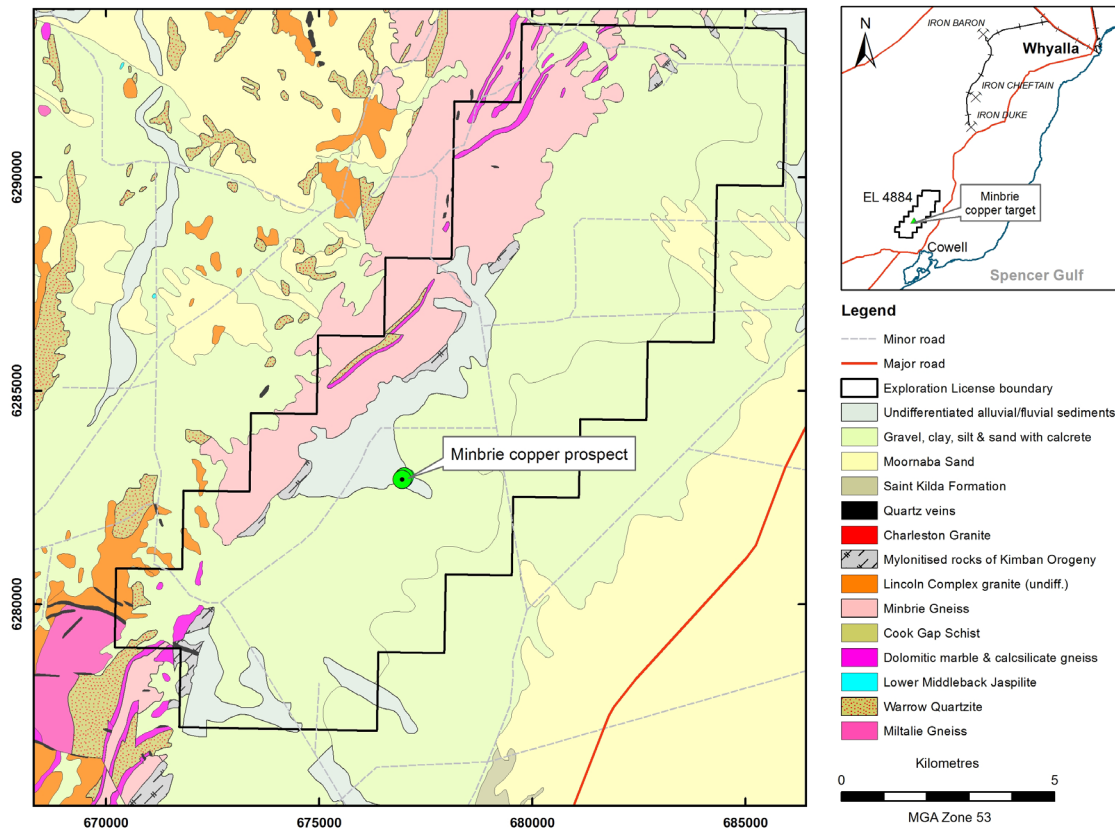 6290000
6285000
6280000
670000
675000
680000
685000
Minbrie copper prospect
N
IRON BARON
Whyalla
IRON CHIEFTAIN
IRON DUKE
EL 4884
Minbrie
copper target
Cowell
Spencer Gulf
Legend
Minor road
Major road
Exploration License boundary
Undifferentiated alluvial/fluvial sediments
Gravel, clay, silt & sand with calcrete
Moornaba Sand
Saint Kilda Formation
Quartz veins
Charleston Granite
Mylonitised rocks of Kimban Orogeny
Lincoln Complex granite (undiff.)
Minbrie Gneiss
Cook Gap Schist
Dolomitic marble & calcsilicate gneiss
Lower Middleback Jaspilite
Warrow Quartzite
Miltalie Gneiss
Kilometres
0 5
MGA Zone 53